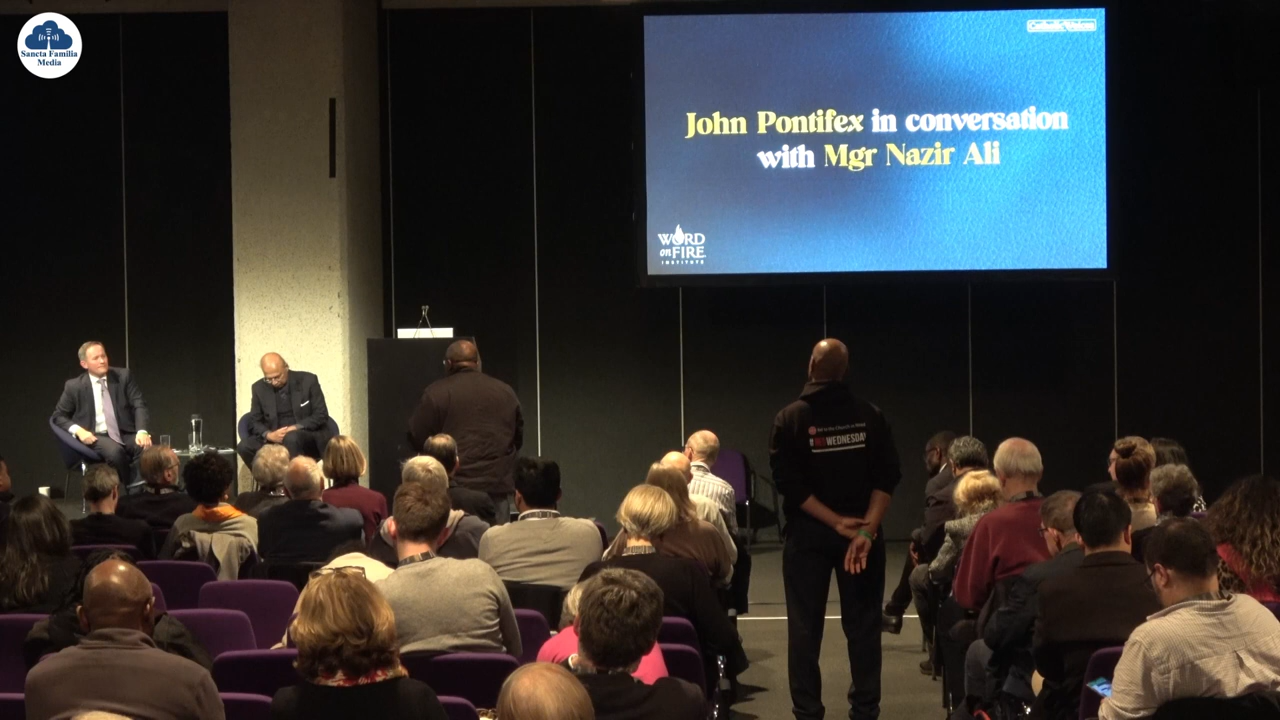 Sancta Familia
Media
John Pontifex in conversation
with Mgr Nazir Ali
WORD
on FIRE
INSTITUTE
WEDNESDAY